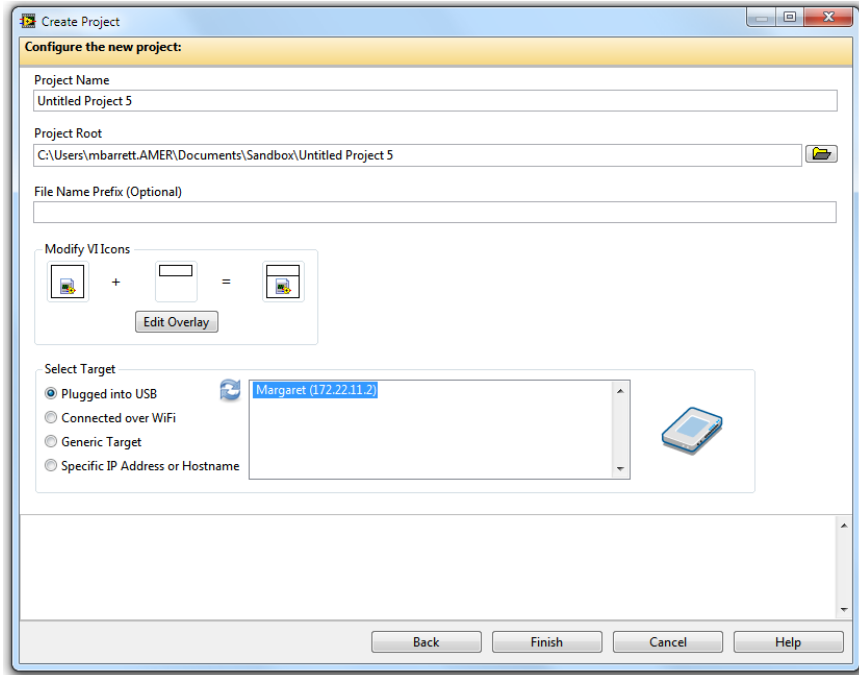 Create Project
Configure the new project:
Project Name
Untitled Project 5
Project Root
C:\Users\mbarrett.AMER\Documents\Sandbox\Untitled Project 5
File Name Prefix (Optional)
Modify VI Icons
+ =
Edit Overlay
Select Target
Plugged into USB
Connected over WiFi
Generic Target
Specific IP Address or Hostname
Margaret (172.22.11.2)
Back Finish Cancel Help